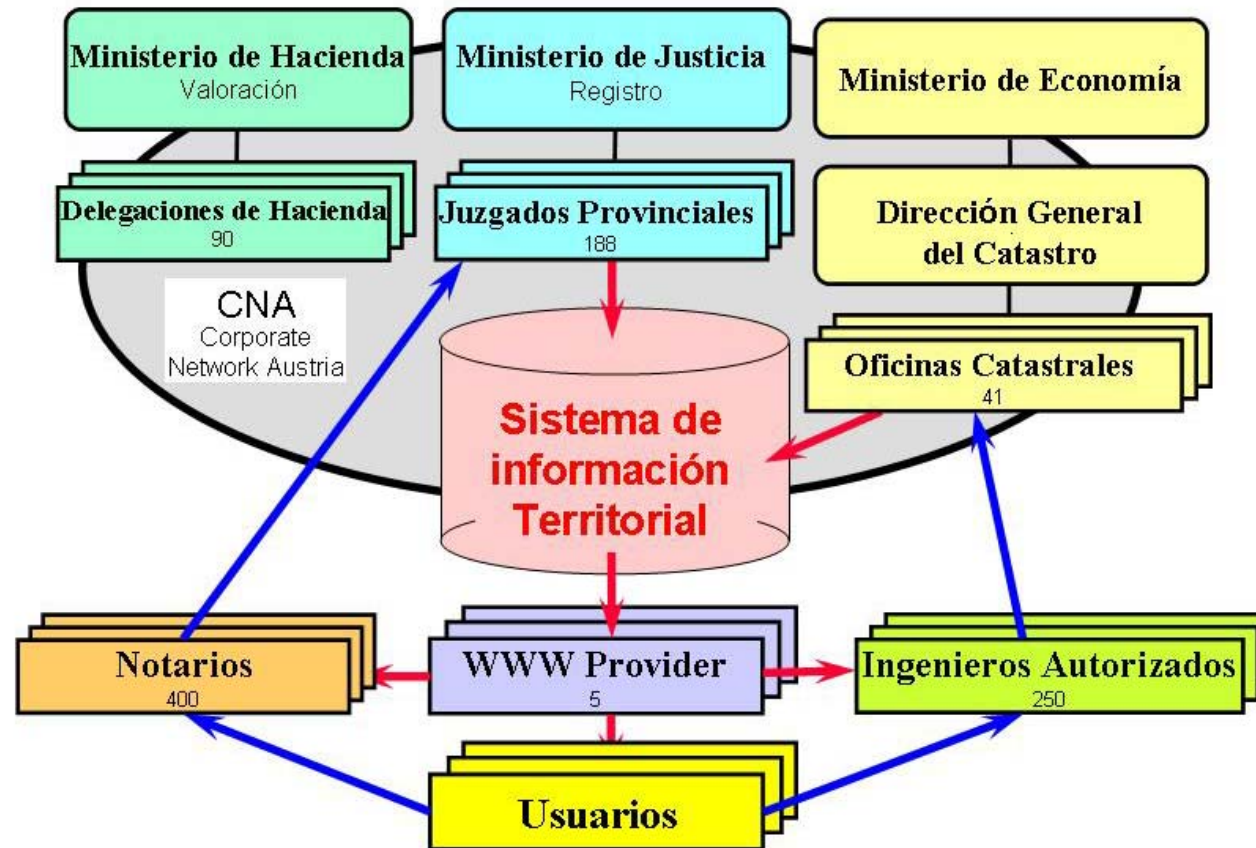 Ministerio de Hacienda
Valoración
Ministerio de Justicia
Registro
Ministerio de Economía
Delegaciones de Hacienda
90
Juzgados Provinciales
188
Dirección General
del Catastro
CNA
Corporate
Network Austria
Oficinas Catastrales
41
Sistema de
información
Territorial
Notarios
400
WWW Provider
5
Ingenieros Autorizados
250
Usuarios